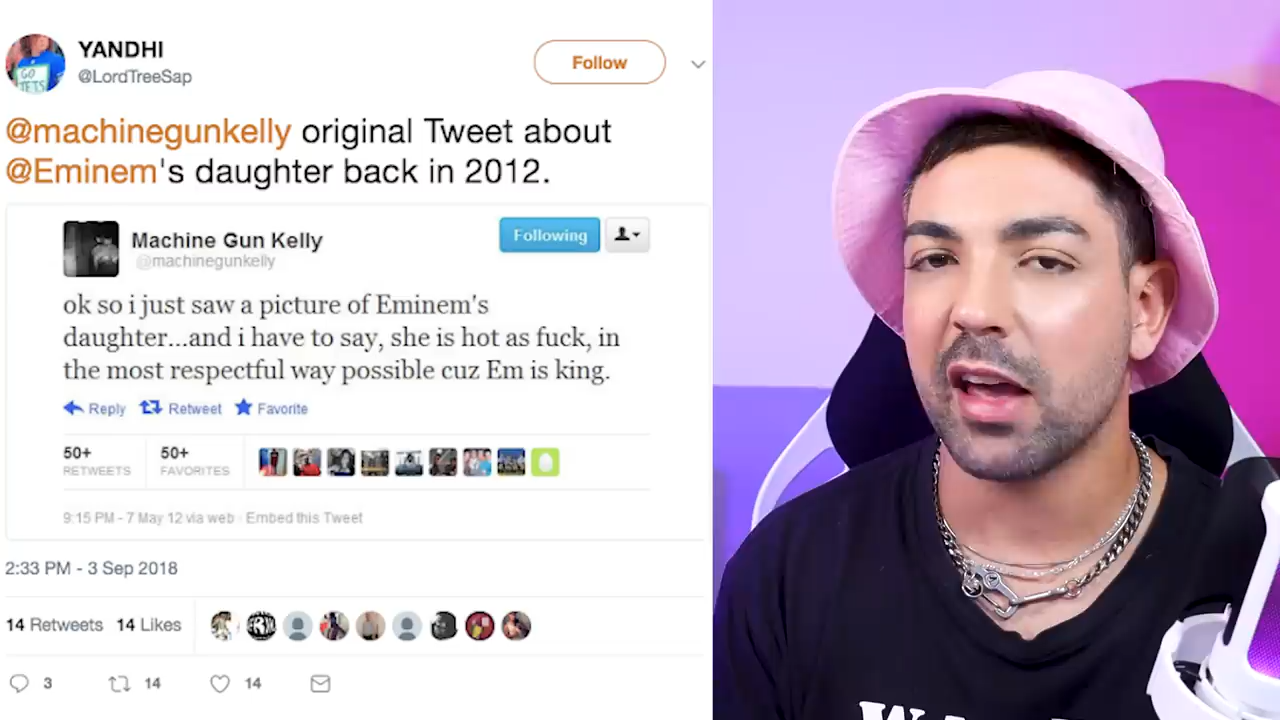 YANDHI
@LordTreeSap
Follow
@machinegunkelly original Tweet about
@Eminem's daughter back in 2012.
Machine Gun Kelly
@machinegunkelly
Following
ok so i just saw a picture of Eminem's
daughter...and i have to say, she is hot as fuck, in
the most respectful way possible cuz Em is king.
Reply Retweet Favorite
50+ 50+
RETWEETS FAVORITES
9:15 PM - 7 May 12 via web · Embed this Tweet
2:33 PM - 3 Sep 2018
14 Retweets 14 Likes
3 14 14
GO